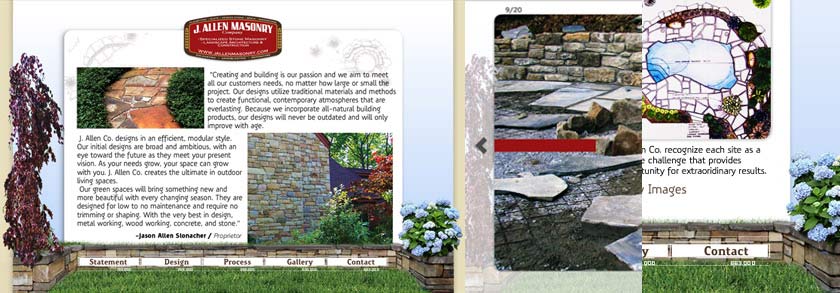 J. ALLEN MASONRY
Company
-SPECIALIZED STONE MASONRY
-LANDSCAPE ARCHITECTURE &
CONSTRUCTION
WWW.JALLENMASONRY.COM
"Creating and building is our passion and we aim to meet
all our customers needs, no matter how large or small the
project. Our designs utilize traditional materials and methods
to create functional, contemporary atmospheres that are
everlasting. Because we incorporate all-natural building
products, our designs will never be outdated and will only
improve with age.
J. Allen Co. designs in an efficient, modular style.
Our initial designs are broad and ambitious, with an
eye toward the future as they meet your present
vision. As your needs grow, your space can grow
with you. J. Allen Co. creates the ultimate in outdoor
living spaces.
Our green spaces will bring something new and
more beautiful with every changing season. They are
designed for low to no maintenance and require no
trimming or shaping. With the very best in design,
metal working, wood working, concrete, and stone."
-Jason Allen Slonacher / Proprietor
Statement Design Process Gallery Contact
9/20
n Co. recognize each site as a
e challenge that provides
tunity for extraordinary results.
y Images
y Contact